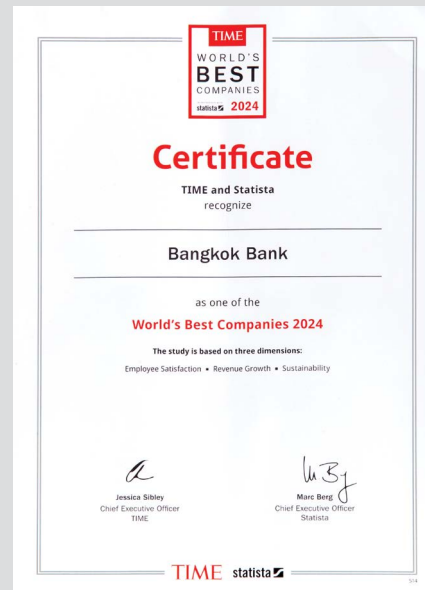 TIME
WORLD'S
BEST
COMPANIES
statista 2024
Certificate
TIME and Statista
recognize
Bangkok Bank
as one of the
World's Best Companies 2024
The study is based on three dimensions:
Employee Satisfaction • Revenue Growth • Sustainability
Jessica Sibley
Chief Executive Officer
TIME
Marc Berg
Chief Executive Officer
Statista
TIME statista